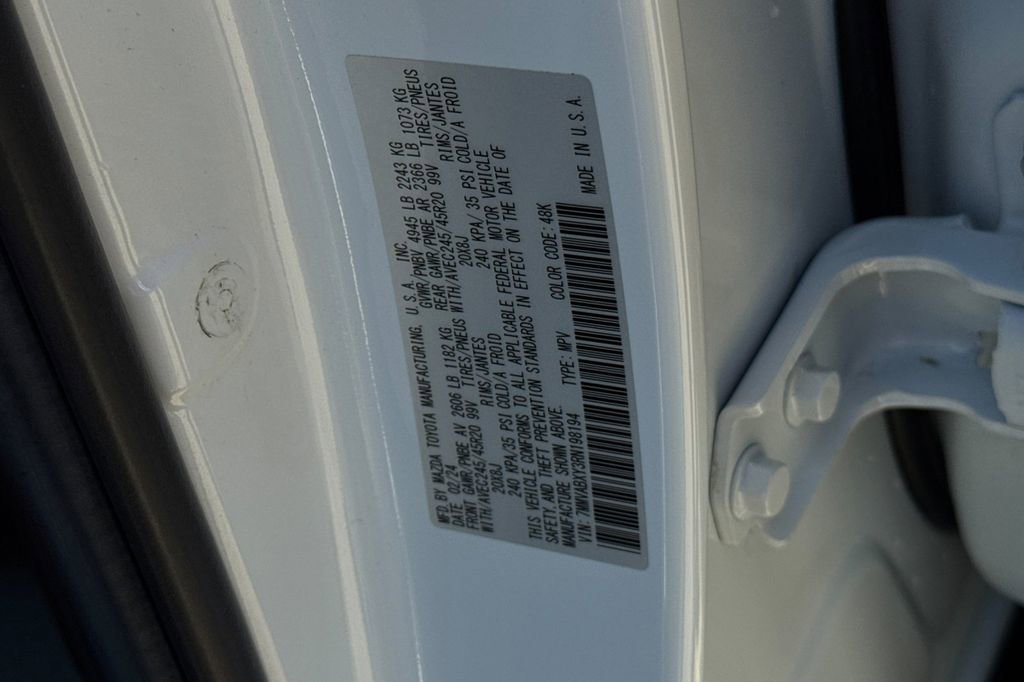 MFD. BY MAZDA TOYOTA MANUFACTURING, U.S.A., INC.
DATE 02/24 GVWR/PNBV 4945 LB 2243 KG
FRONT GAWR/PNBE AV 2606 LB 1182 KG REAR GAWR/PNBE AR 2366 LB 1073 KG
WITH/AVEC245/45R20 99V TIRES/PNEUS WITH/AVEC245/45R20 99V TIRES/PNEUS
20X8J RIMS/JANTES 20X8J RIMS/JANTES
240 KPA/35 PSI COLD/A FROID 240 KPA/ 35 PSI COLD/A FROID
THIS VEHICLE CONFORMS TO ALL APPLICABLE FEDERAL MOTOR VEHICLE
SAFETY, AND THEFT PREVENTION STANDARDS IN EFFECT ON THE DATE OF
MANUFACTURE SHOWN ABOVE.
VIN: 7MMVABXY3RN198194 TYPE: MPV COLOR CODE: 48K
MADE IN U.S.A.